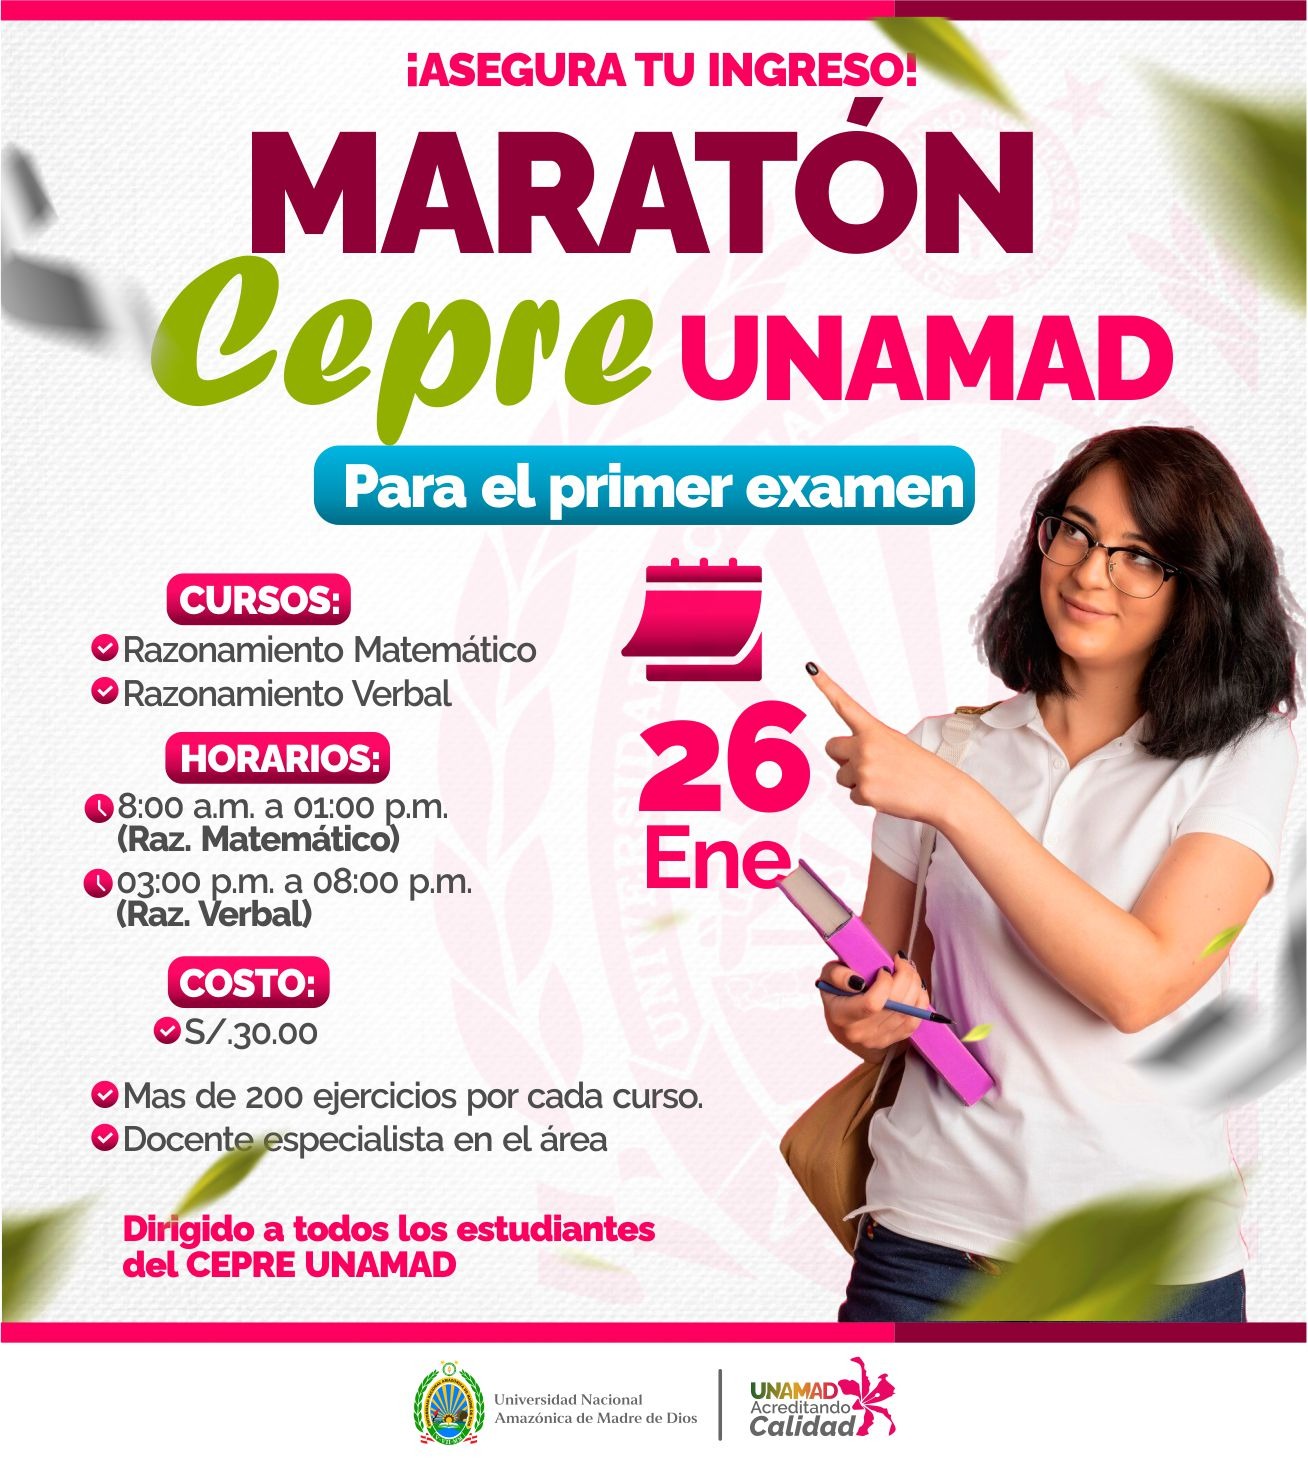 ¡ASEGURA TU INGRESO!
MARATÓN
Cepre UNAMAD
Para el primer examen
CURSOS:
Razonamiento Matemático
Razonamiento Verbal
HORARIOS:
8:00 a.m. a 01:00 p.m.
(Raz. Matemático)
03:00 p.m. a 08:00 p.m.
(Raz. Verbal)
COSTO:
S/.30.00
Mas de 200 ejercicios por cada curso.
Docente especialista en el área
Dirigido a todos los estudiantes
del CEPRE UNAMAD
26
Ene
Universidad Nacional
Amazónica de Madre de Dios
UNAMAD
Acreditando
Calidad